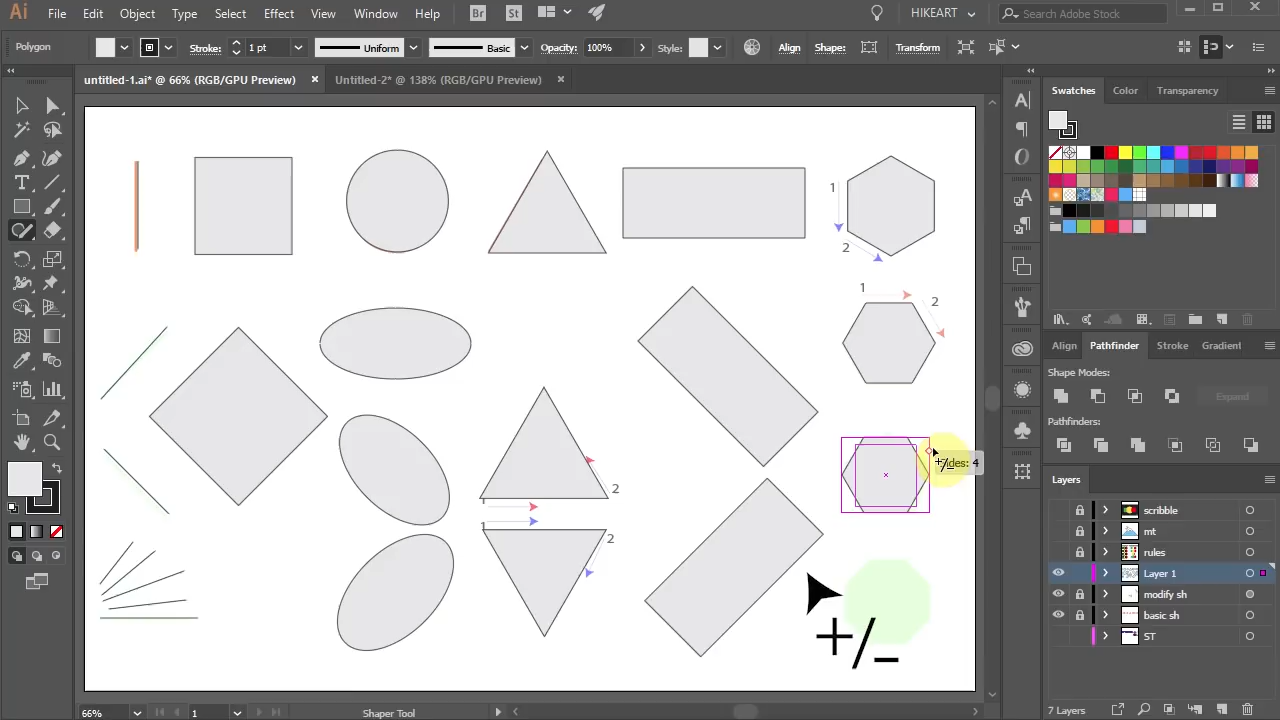 Ai File Edit Object Type Select Effect View Window Help Br St HIKEART Search Adobe Stock
Polygon Stroke: 1 pt Uniform Basic Opacity: 100% Style: Align Shape: Transform
untitled-1.ai* @ 66% (RGB/GPU Preview) Untitled-2* @ 138% (RGB/GPU Preview)
Swatches Color Transparency
1
2
1
2
Align Pathfinder Stroke Gradient
Shape Modes:
Expand
Pathfinders:
des: 4
Layers
2
1
1
2
scribble
mt
rules
Layer 1
modify sh
basic sh
ST
+/-
66% 1 Shaper Tool 7 Layers